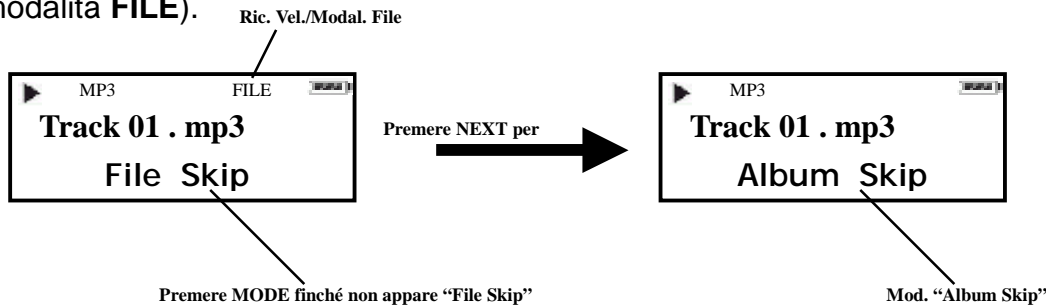 modalità FILE).
Ric. Vel./Modal. File
MP3 FILE
Track 01 . mp3
File Skip
Premere NEXT per
MP3
Track 01 . mp3
Album Skip
Premere MODE finché non appare “File Skip”
Mod. “Album Skip”